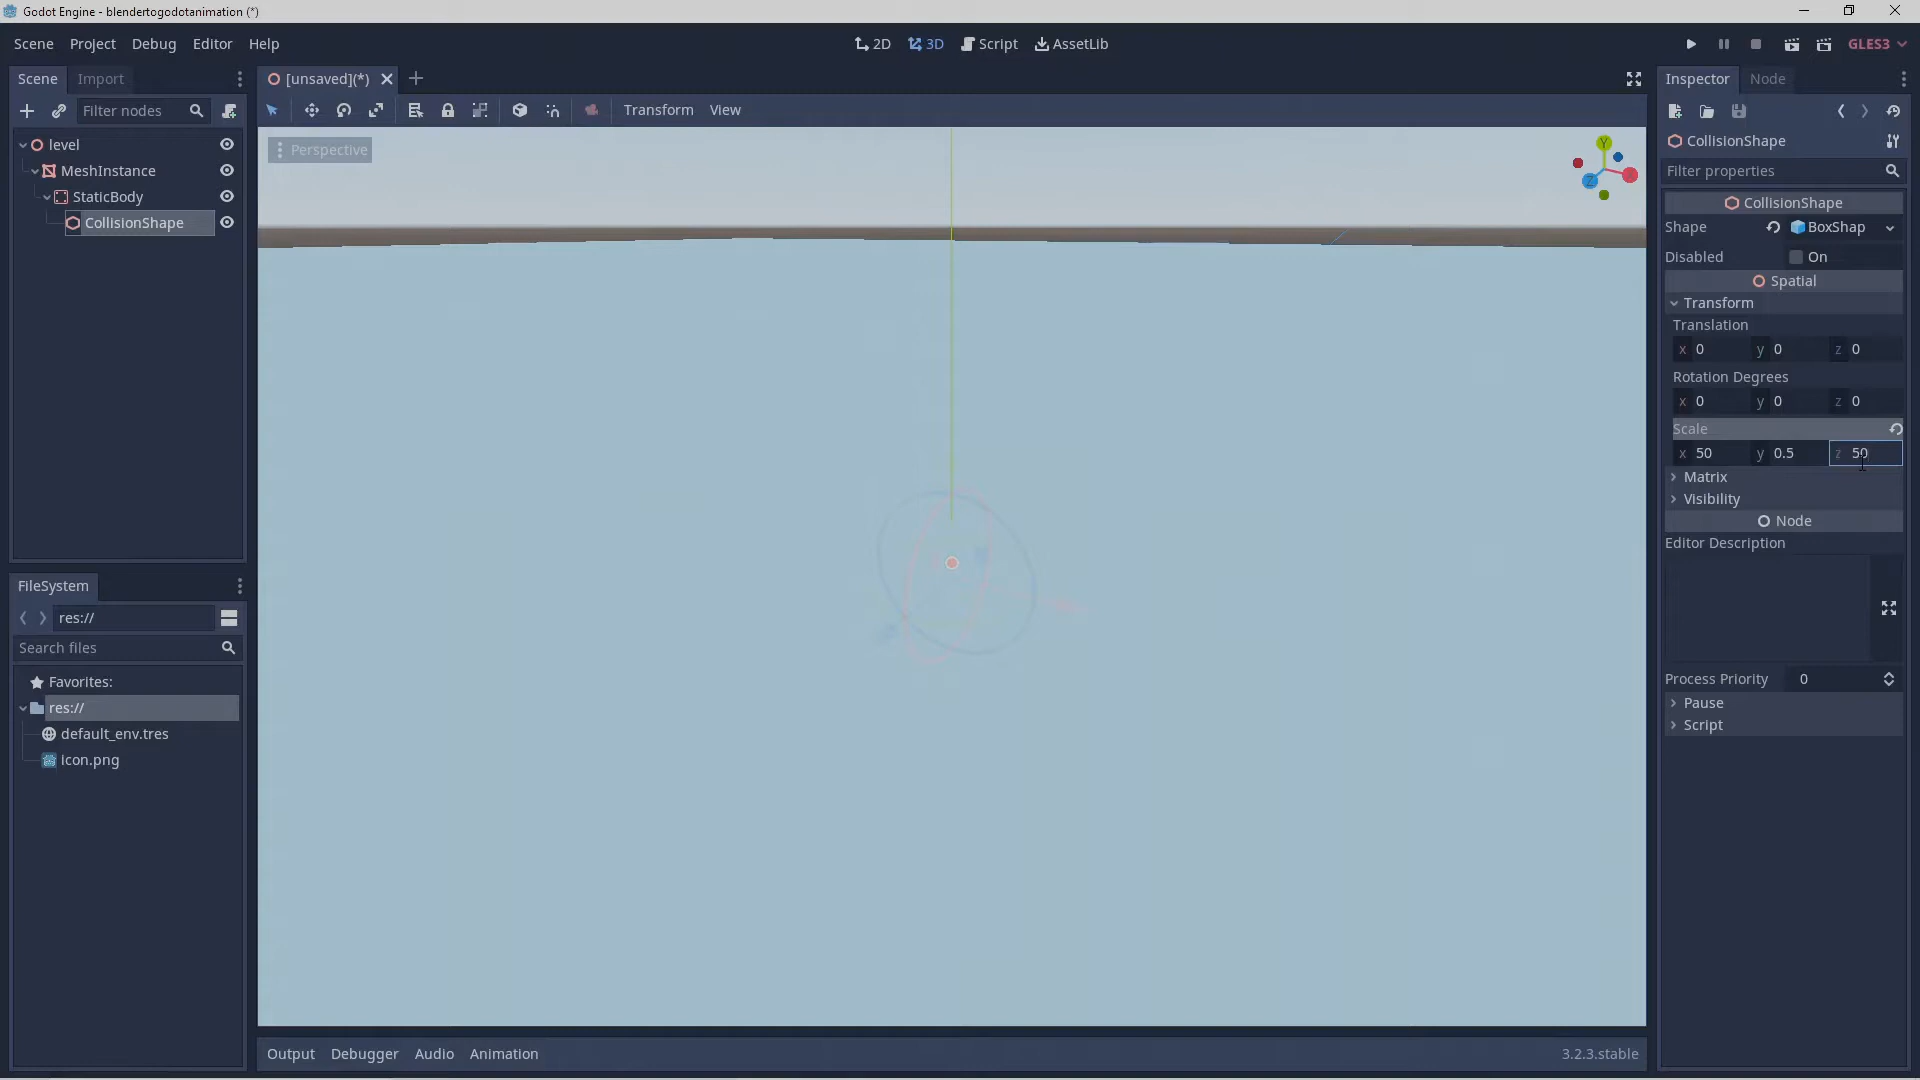 Godot Engine - blendertogodotanimation (*)
Scene Project Debug Editor Help
2D 3D Script AssetLib
GLES3
Scene Import
[unsaved](*)
Inspector Node
Filter nodes
Transform View
level
MeshInstance
StaticBody
CollisionShape
Perspective
Y
X
Z
CollisionShape
Filter properties
CollisionShape
Shape BoxShap
Disabled On
Spatial
Transform
Translation
x 0 y 0 z 0
Rotation Degrees
x 0 y 0 z 0
Scale
x 50 y 0.5 z 50
Matrix
Visibility
Node
Editor Description
Process Priority 0
Pause
Script
FileSystem
res://
Search files
Favorites:
res://
default_env.tres
icon.png
Output Debugger Audio Animation
3.2.3.stable